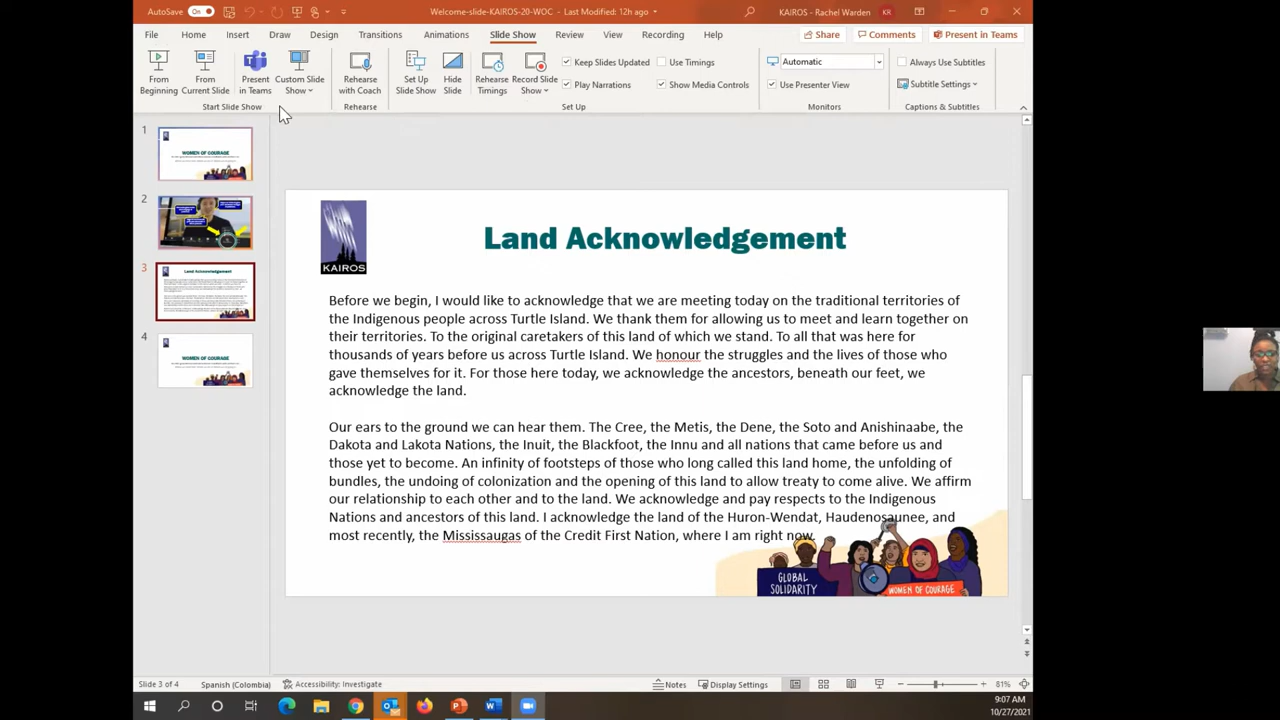 AutoSave On Welcome-slide-KAIROS-20-WOC - Last Modified: 12h ago KAIROS - Rachel Warden KR
File Home Insert Draw Design Transitions Animations Slide Show Review View Recording Help Share Comments Present in Teams
From Beginning
From Current Slide
Present in Teams
Custom Slide Show
Rehearse with Coach
Set Up Slide Show
Hide Slide
Rehearse Timings
Record Slide Show
Keep Slides Updated
Play Narrations
Use Timings
Show Media Controls
Automatic
Use Presenter View
Always Use Subtitles
Subtitle Settings
Start Slide Show Rehearse Set Up Monitors Captions & Subtitles
1
WOMEN OF COURAGE
2
3
Land Acknowledgement
4
WOMEN OF COURAGE
KAIROS
Land Acknowledgement
Before we begin, I would like to acknowledge that we are meeting today on the traditional territories of
the Indigenous people across Turtle Island. We thank them for allowing us to meet and learn together on
their territories. To the original caretakers of this land of which we stand. To all that was here for
thousands of years before us across Turtle Island. We honour the struggles and the lives of those who
gave themselves for it. For those here today, we acknowledge the ancestors, beneath our feet, we
acknowledge the land.
Our ears to the ground we can hear them. The Cree, the Metis, the Dene, the Soto and Anishinaabe, the
Dakota and Lakota Nations, the Inuit, the Blackfoot, the Innu and all nations that came before us and
those yet to become. An infinity of footsteps of those who long called this land home, the unfolding of
bundles, the undoing of colonization and the opening of this land to allow treaty to come alive. We affirm
our relationship to each other and to the land. We acknowledge and pay respects to the Indigenous
Nations and ancestors of this land. I acknowledge the land of the Huron-Wendat, Haudenosaunee, and
most recently, the Mississaugas of the Credit First Nation, where I am right now.
GLOBAL
SOLIDARITY
WOMEN OF COURAGE
Slide 3 of 4 Spanish (Colombia) Accessibility: Investigate Notes Display Settings 81%
9:07 AM
10/27/2021